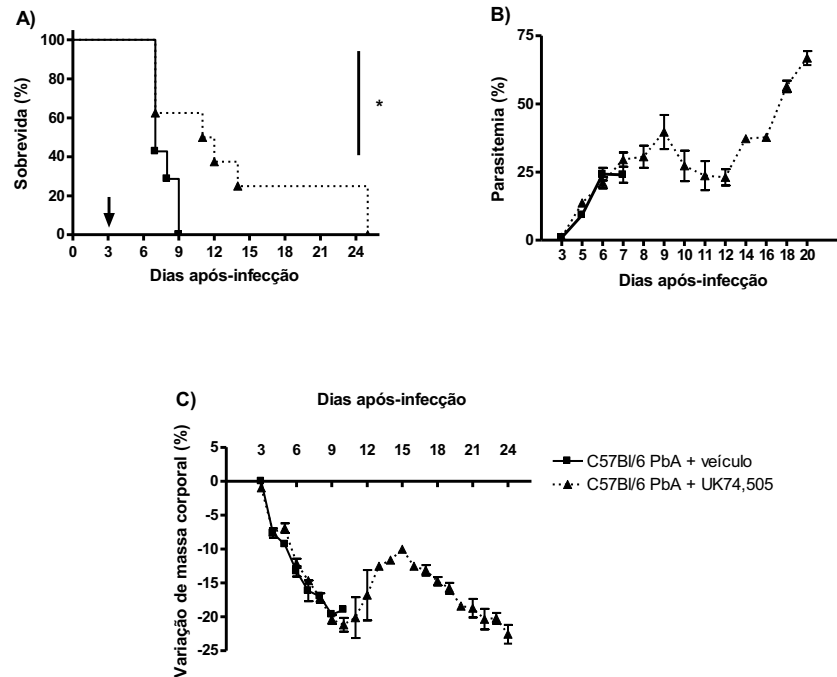 A)
Sobrevida (%)
100
80
60
40
20
0
*
0 3 6 9 12 15 18 21 24
Dias após-infecção
B)
Parasitemia (%)
75
50
25
0
3 5 6 7 8 9 10 11 12 14 16 18 20
Dias após-infecção
C)
Dias após-infecção
Variação de massa corporal (%)
3 6 9 12 15 18 21 24
5
0
-5
-10
-15
-20
-25
C57Bl/6 PbA + veículo
C57Bl/6 PbA + UK74,505